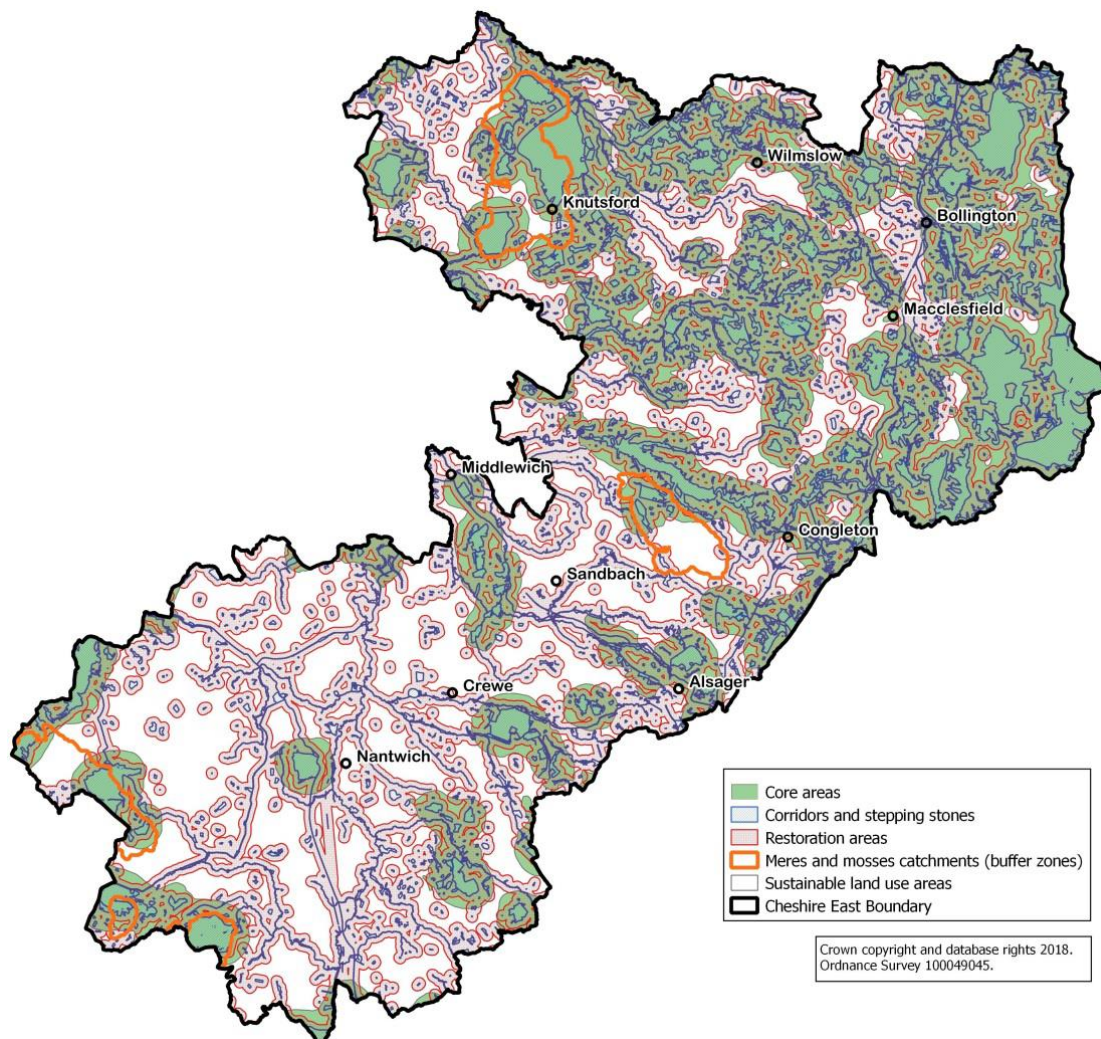 Wilmslow
Knutsford
Bollington
Macclesfield
Middlewich
Congleton
Sandbach
Alsager
Crewe
Nantwich
Core areas
Corridors and stepping stones
Restoration areas
Meres and mosses catchments (buffer zones)
Sustainable land use areas
Cheshire East Boundary
Crown copyright and database rights 2018.
Ordnance Survey 100049045.